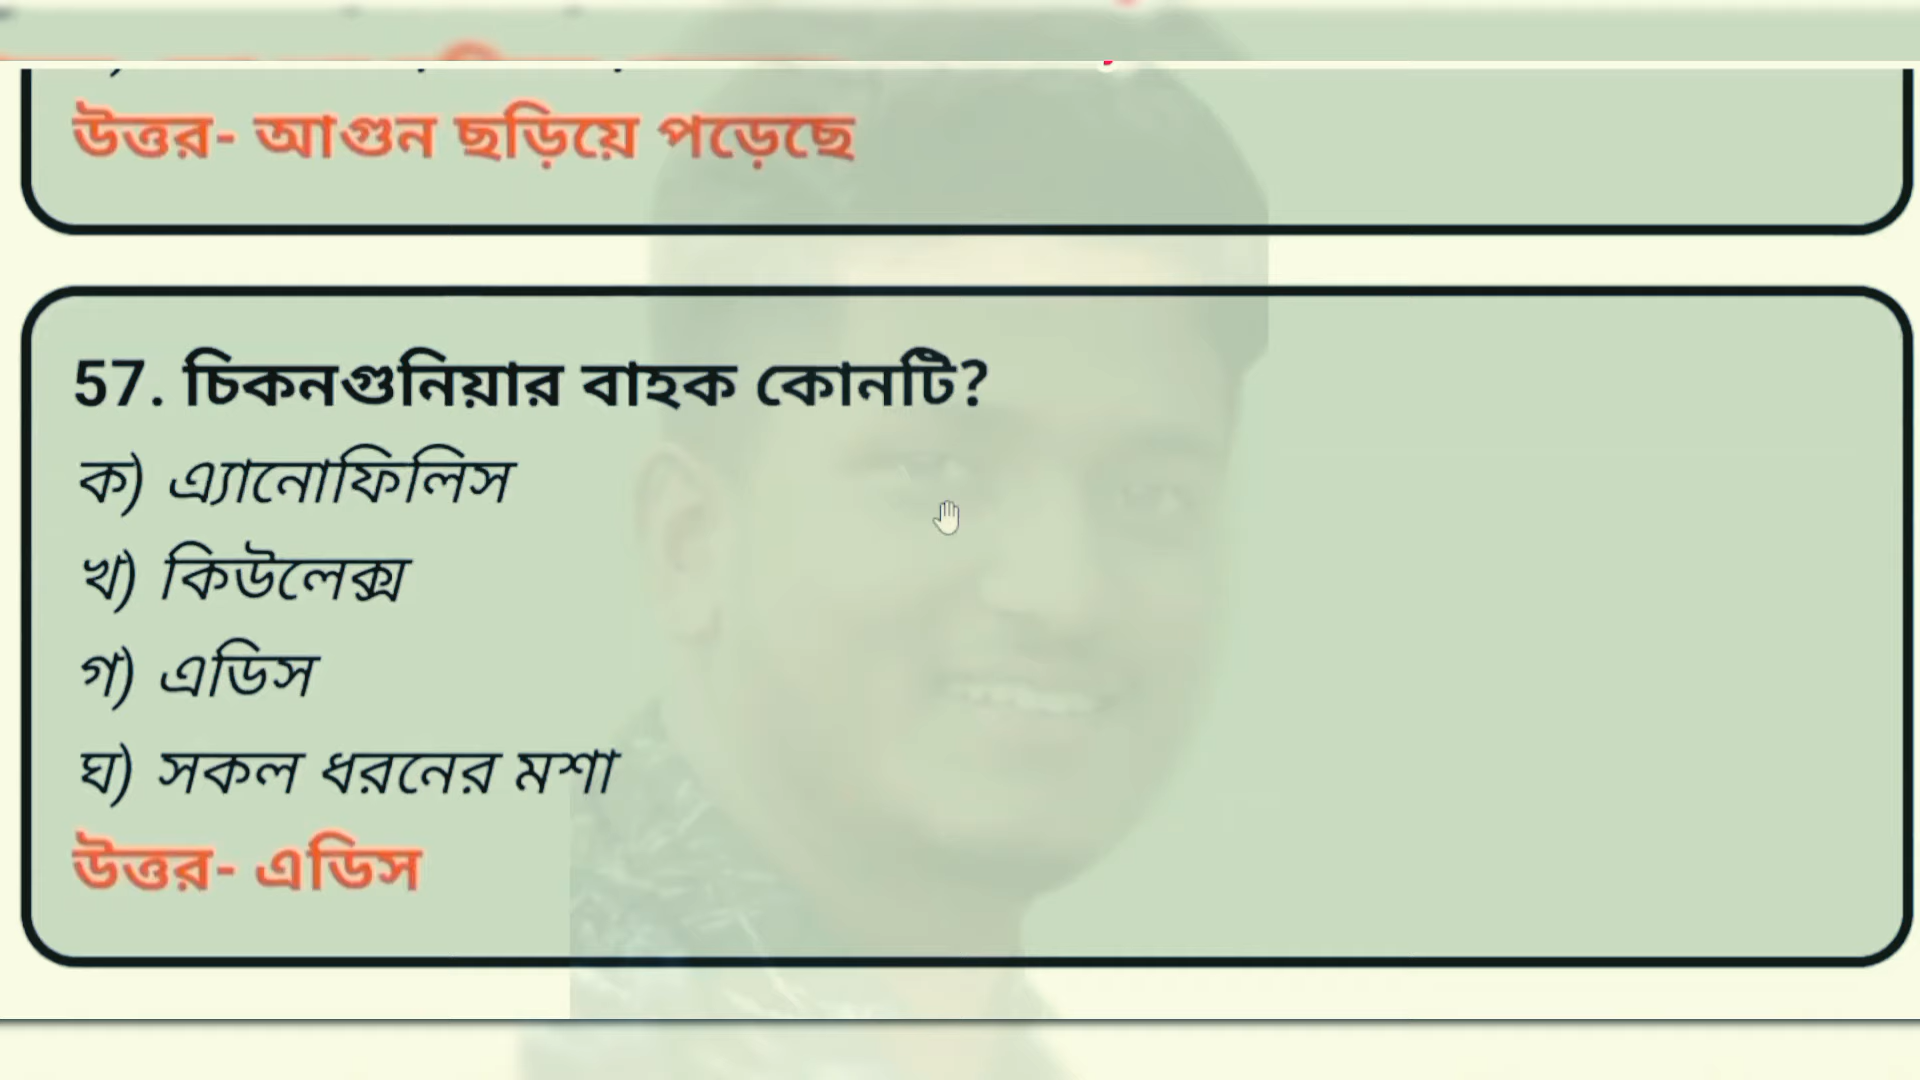 উত্তর- আগুন ছড়িয়ে পড়েছে
57. চিকনগুনিয়ার বাহক কোনটি?
ক) এ্যানোফিলিস
খ) কিউলেক্স
গ) এডিস
ঘ) সকল ধরনের মশা
উত্তর- এডিস